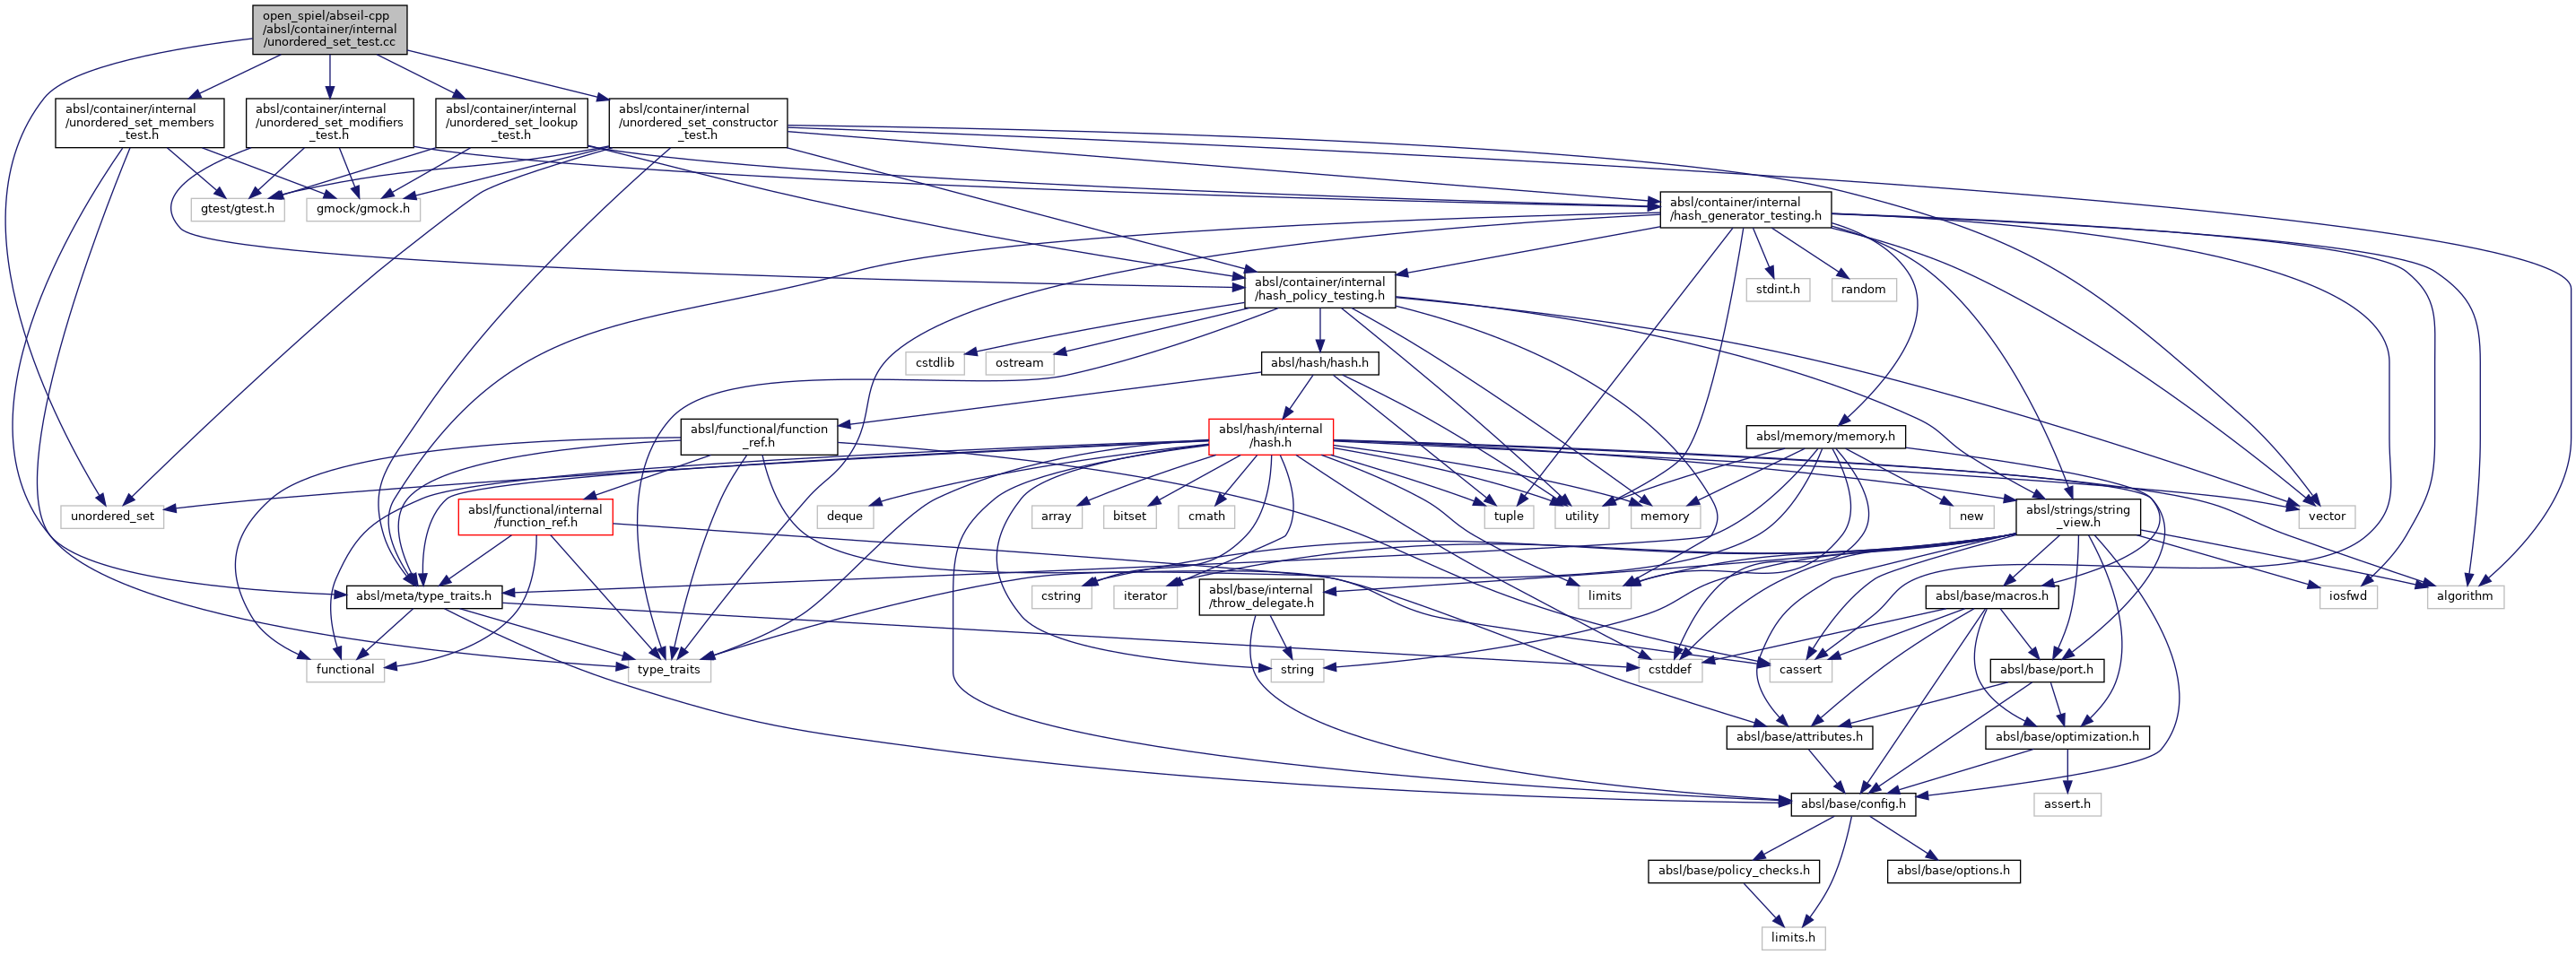 open_spiel/abseil-cpp
/absl/container/internal
/unordered_set_test.cc
absl/container/internal
/unordered_set_members
_test.h
absl/container/internal
/unordered_set_modifiers
_test.h
absl/container/internal
/unordered_set_lookup
_test.h
absl/container/internal
/unordered_set_constructor
_test.h
gtest/gtest.h
gmock/gmock.h
absl/container/internal
/hash_generator_testing.h
absl/container/internal
/hash_policy_testing.h
stdint.h
random
cstdlib
ostream
absl/hash/hash.h
absl/functional/function
_ref.h
absl/hash/internal
/hash.h
absl/memory/memory.h
unordered_set
absl/functional/internal
/function_ref.h
deque
array
bitset
cmath
tuple
utility
memory
new
absl/strings/string
_view.h
vector
absl/meta/type_traits.h
cstring
iterator
absl/base/internal
/throw_delegate.h
limits
absl/base/macros.h
iosfwd
algorithm
functional
type_traits
string
cstddef
cassert
absl/base/port.h
absl/base/attributes.h
absl/base/optimization.h
absl/base/config.h
assert.h
absl/base/policy_checks.h
absl/base/options.h
limits.h